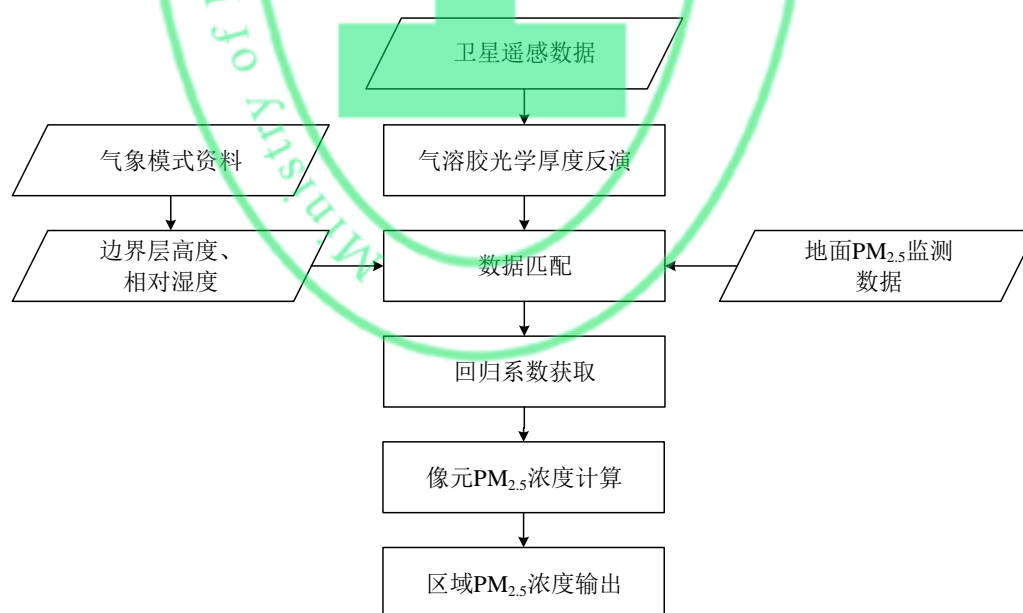 卫星遥感数据
气象模式资料
气溶胶光学厚度反演
边界层高度、
相对湿度
数据匹配
地面PM2.5监测
数据
回归系数获取
像元PM2.5浓度计算
区域PM2.5浓度输出
Ministry of